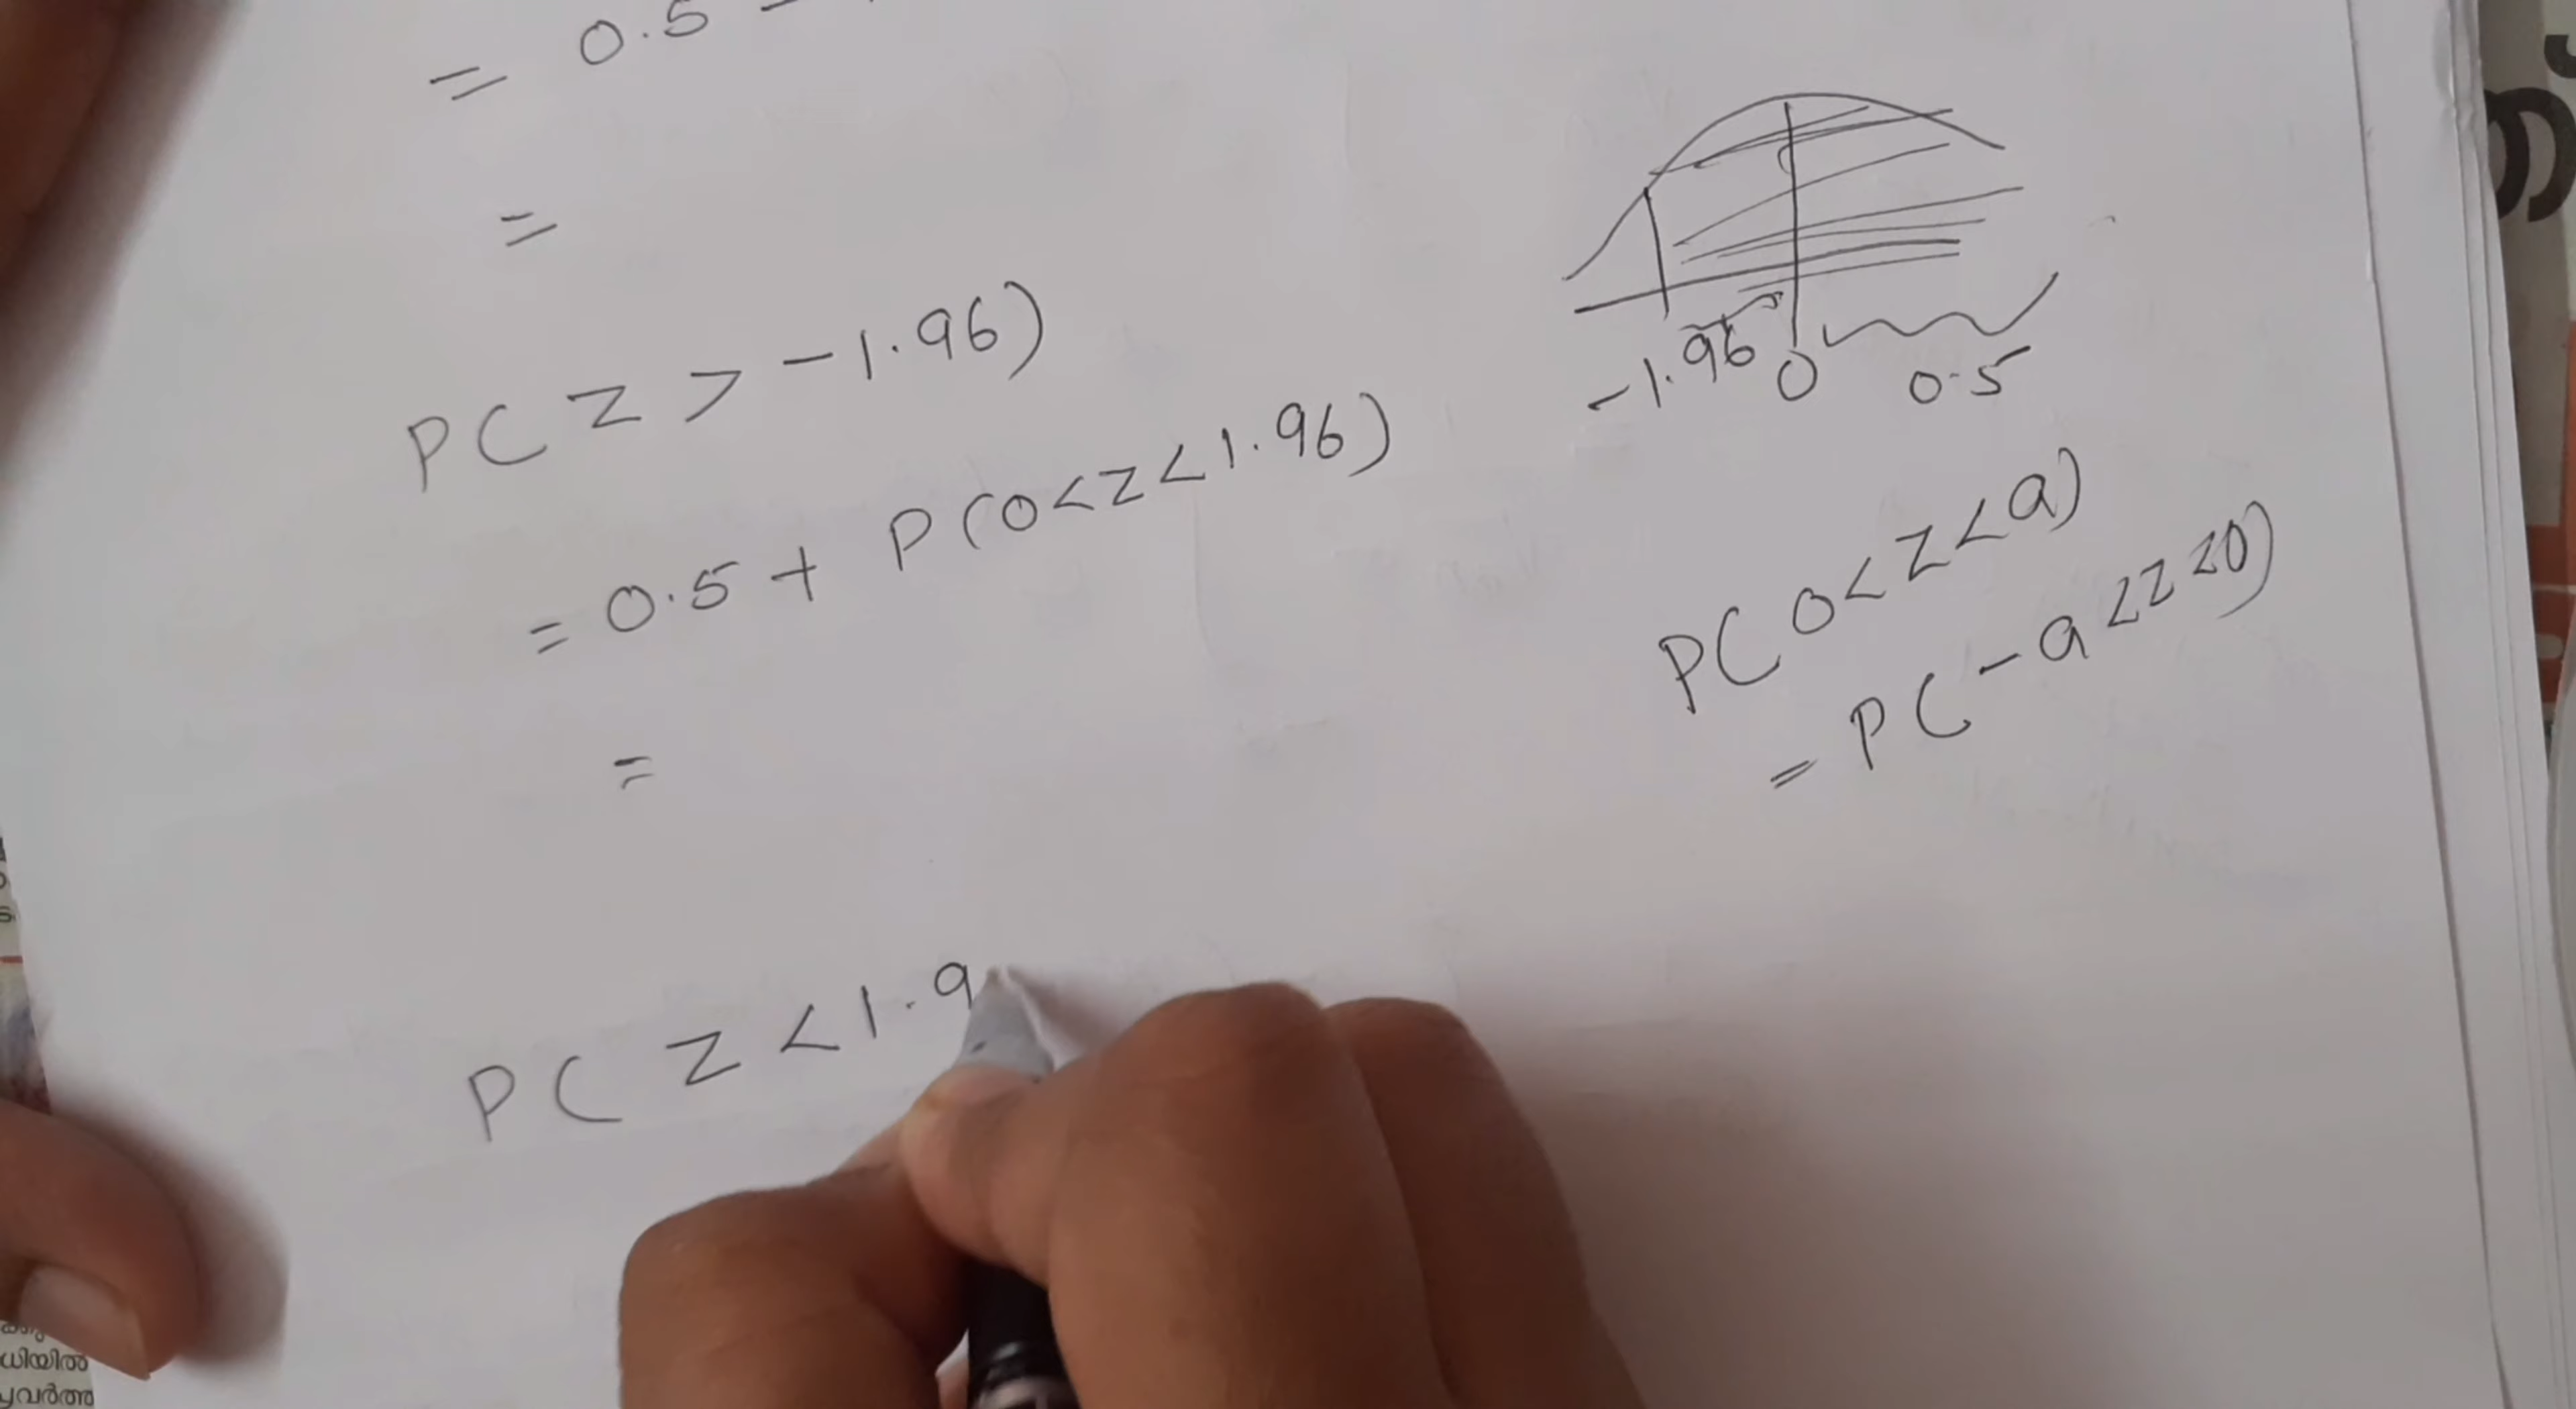 = 0.5 -
=
P(Z > -1.96)
= 0.5 + P(0<Z<1.96)
=
P(Z <1.9
-1.96 0 0.5
P(0<Z<a)
= P(-a<Z<0)
ധിയിൽ